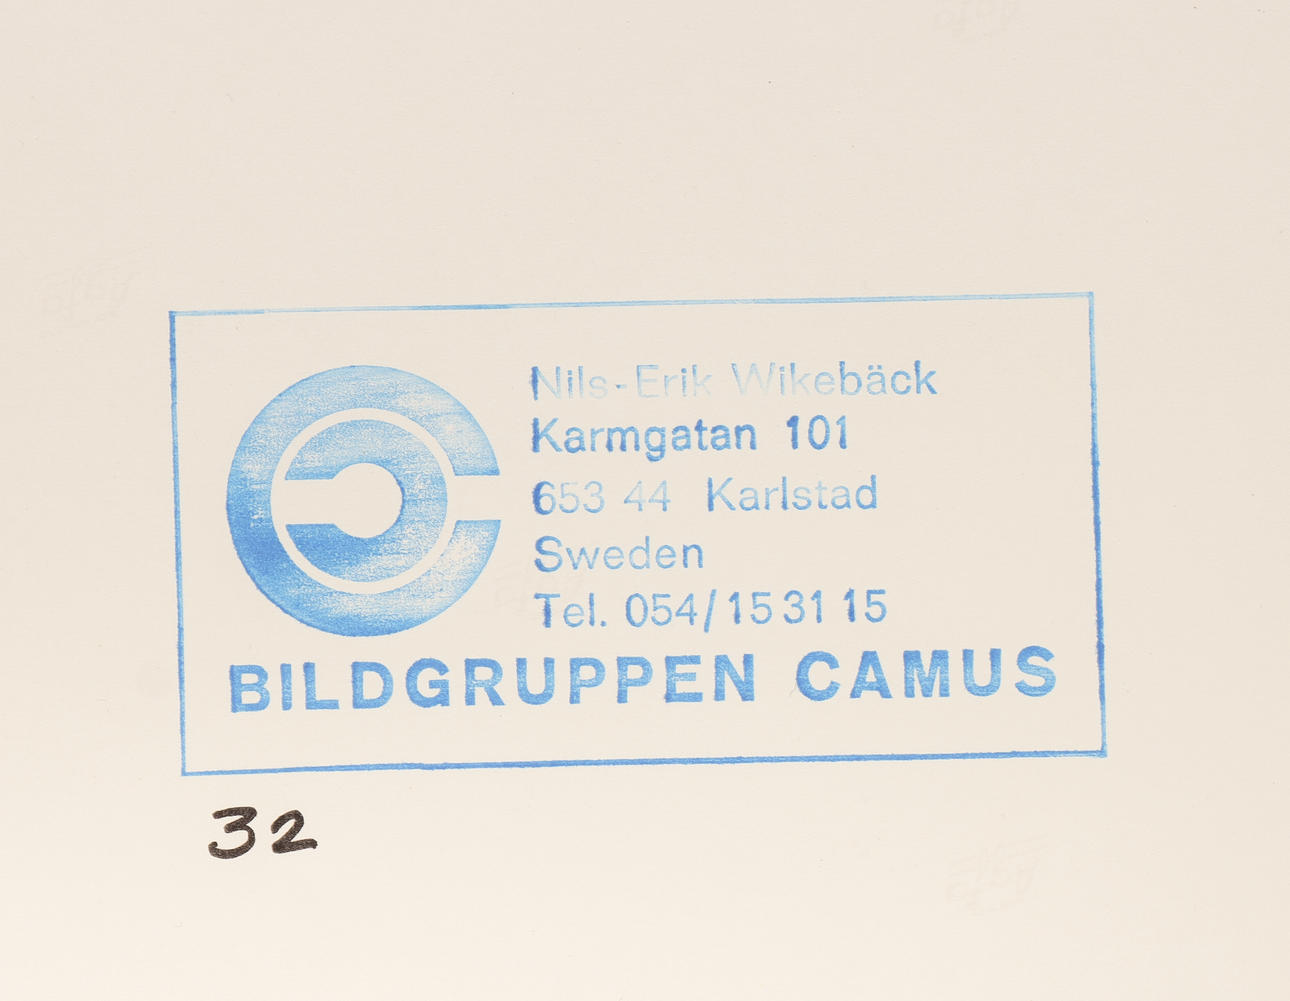 Nils-Erik Wikebäck
Karmgatan 101
653 44 Karlstad
Sweden
Tel. 054/15 31 15
BILDGRUPPEN CAMUS
32